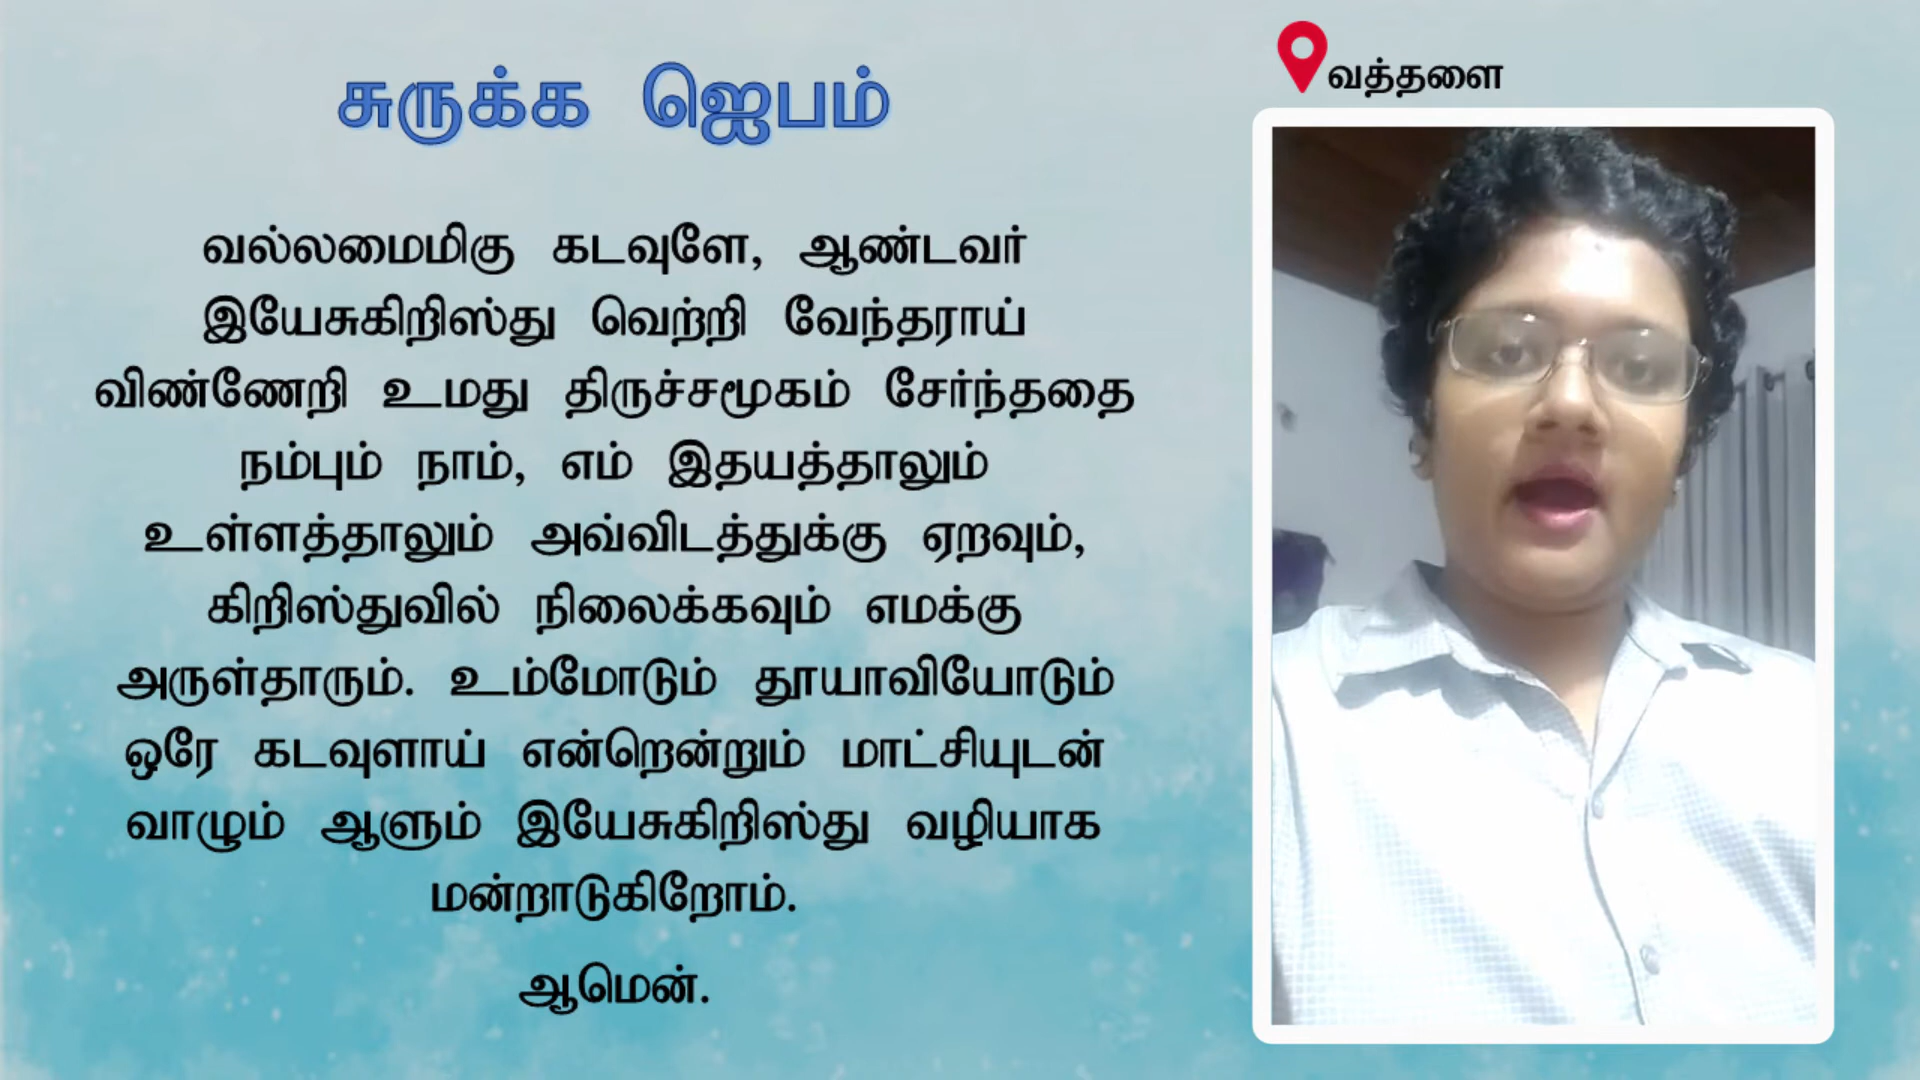 சுருக்க ஜெபம்
வல்லமைமிகு கடவுளே, ஆண்டவர்
இயேசுகிறிஸ்து வெற்றி வேந்தராய்
விண்ணேறி உமது திருச்சமூகம் சேர்ந்ததை
நம்பும் நாம், எம் இதயத்தாலும்
உள்ளத்தாலும் அவ்விடத்துக்கு ஏறவும்,
கிறிஸ்துவில் நிலைக்கவும் எமக்கு
அருள்தாரும். உம்மோடும் தூயாவியோடும்
ஒரே கடவுளாய் என்றென்றும் மாட்சியுடன்
வாழும் ஆளும் இயேசுகிறிஸ்து வழியாக
மன்றாடுகிறோம்.
ஆமென்.
வத்தளை